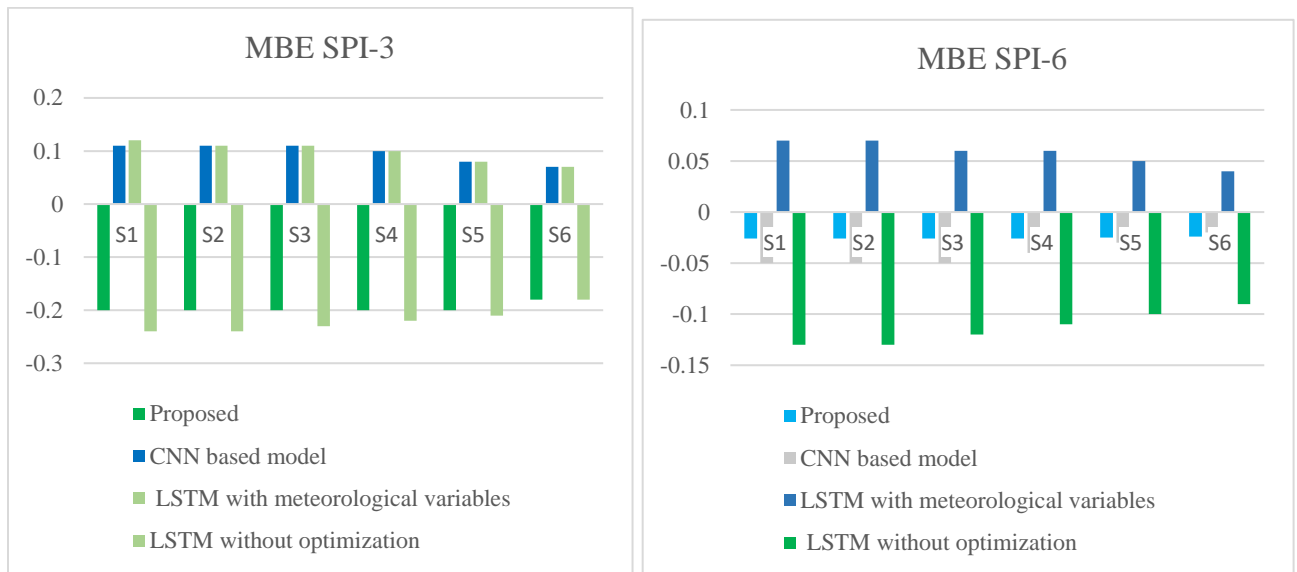 MBE SPI-3
0.2
0.1
0
-0.1
-0.2
-0.3
S1 S2 S3 S4 S5 S6
Proposed
CNN based model
LSTM with meteorological variables
LSTM without optimization
MBE SPI-6
0.1
0.05
0
-0.05
-0.1
-0.15
S1 S2 S3 S4 S5 S6
Proposed
CNN based model
LSTM with meteorological variables
LSTM without optimization